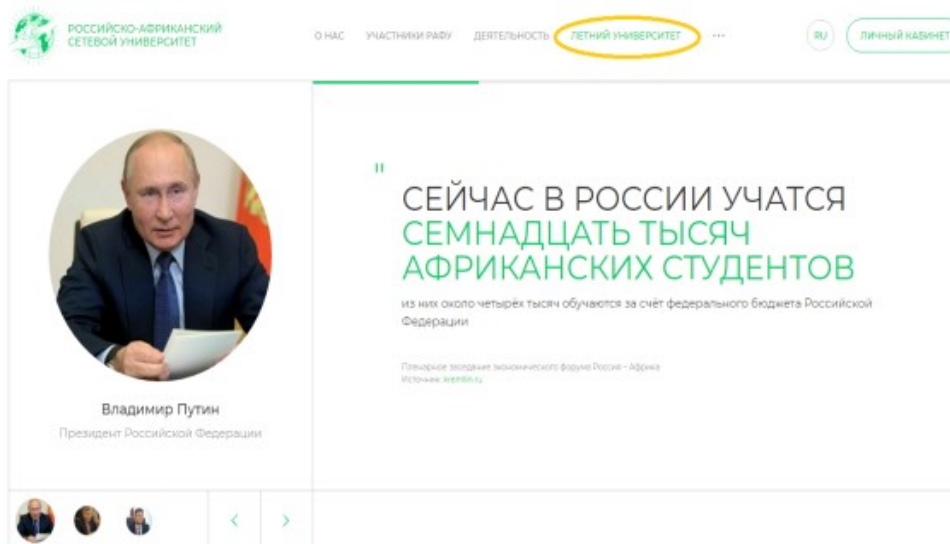 РОССИЙСКО-АФРИКАНСКИЙ
СЕТЕВОЙ УНИВЕРСИТЕТ
О НАС УЧАСТНИКИ РАФУ ДЕЯТЕЛЬНОСТЬ ЛЕТНИЙ УНИВЕРСИТЕТ ...
RU ЛИЧНЫЙ КАБИНЕТ
"
СЕЙЧАС В РОССИИ УЧАТСЯ
СЕМНАДЦАТЬ ТЫСЯЧ
АФРИКАНСКИХ СТУДЕНТОВ
из них около четырёх тысяч обучаются за счёт федерального бюджета Российской
Федерации
Пленарное заседание экономического форума Россия – Африка
Источник: kremlin.ru
Владимир Путин
Президент Российской Федерации